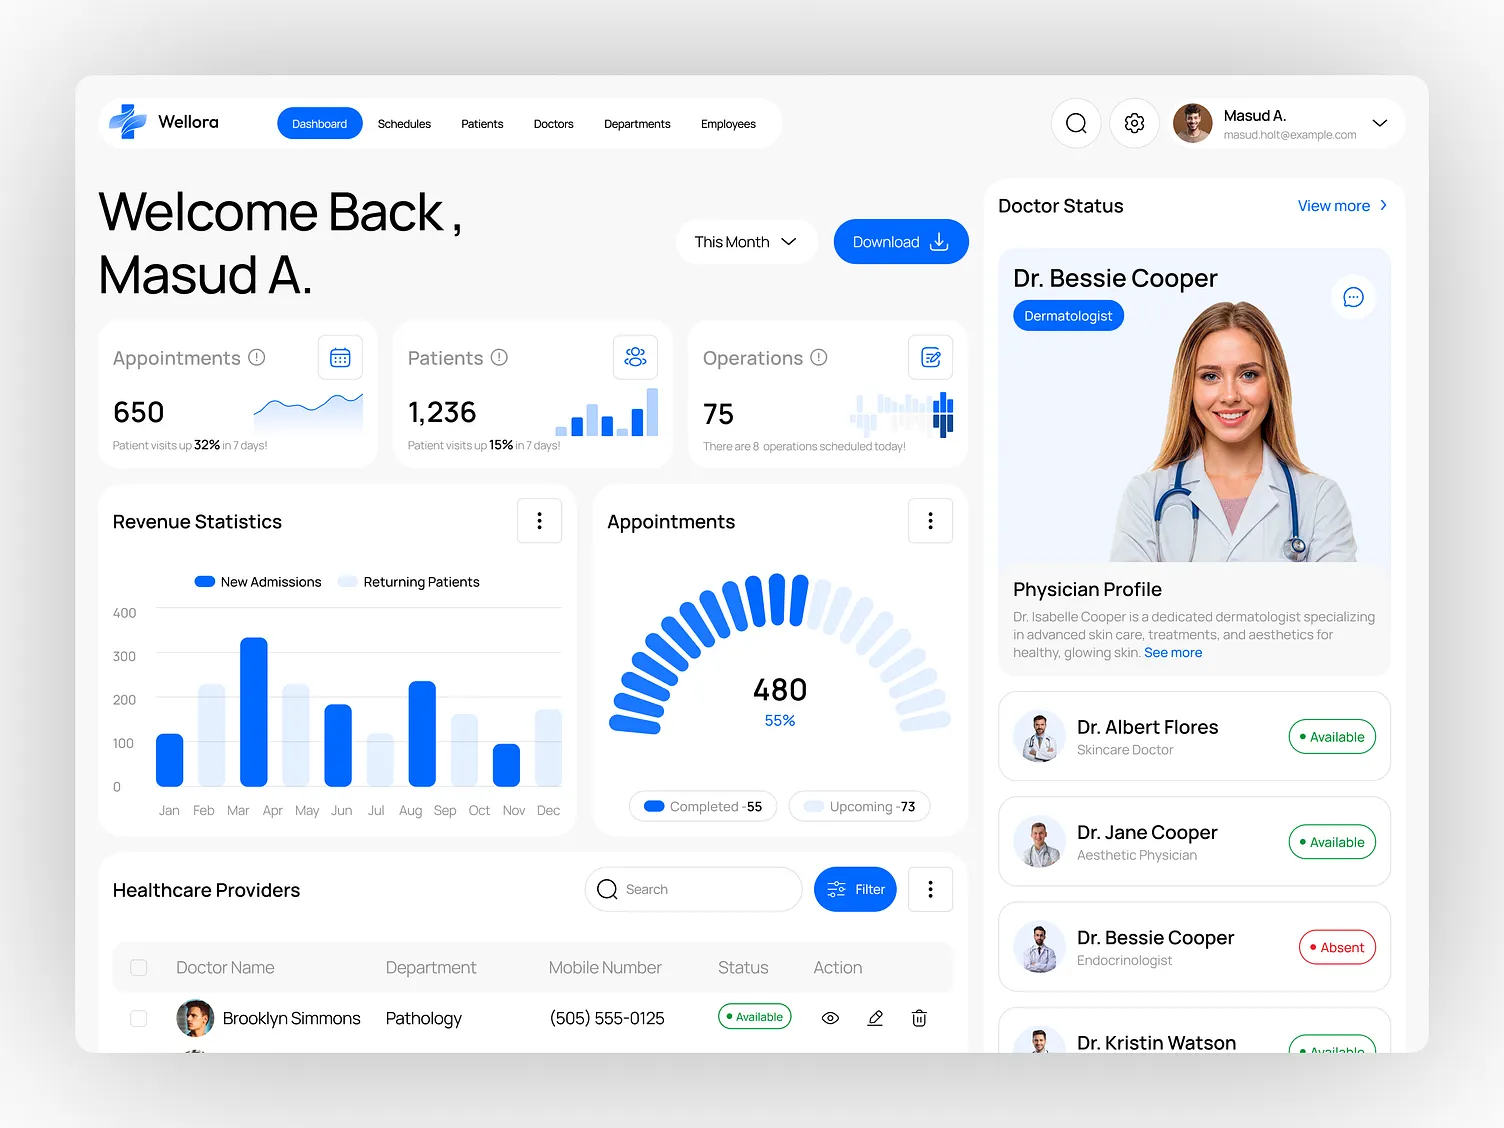 Wellora
Dashboard
Schedules
Patients
Doctors
Departments
Employees
Masud A.
masud.holt@example.com
Welcome Back ,
Masud A.
This Month
Download
Appointments
650
Patient visits up 32% in 7 days!
Patients
1,236
Patient visits up 15% in 7 days!
Operations
75
There are 8 operations scheduled today!
Revenue Statistics
New Admissions
Returning Patients
400
300
200
100
0
Jan Feb Mar Apr May Jun Jul Aug Sep Oct Nov Dec
Appointments
480
55%
Completed -55
Upcoming -73
Healthcare Providers
Search
Filter
Doctor Name Department Mobile Number Status Action
Brooklyn Simmons Pathology (505) 555-0125 Available
Doctor Status
View more
Dr. Bessie Cooper
Dermatologist
Physician Profile
Dr. Isabelle Cooper is a dedicated dermatologist specializing
in advanced skin care, treatments, and aesthetics for
healthy, glowing skin. See more
Dr. Albert Flores
Skincare Doctor
Available
Dr. Jane Cooper
Aesthetic Physician
Available
Dr. Bessie Cooper
Endocrinologist
Absent
Dr. Kristin Watson
Available